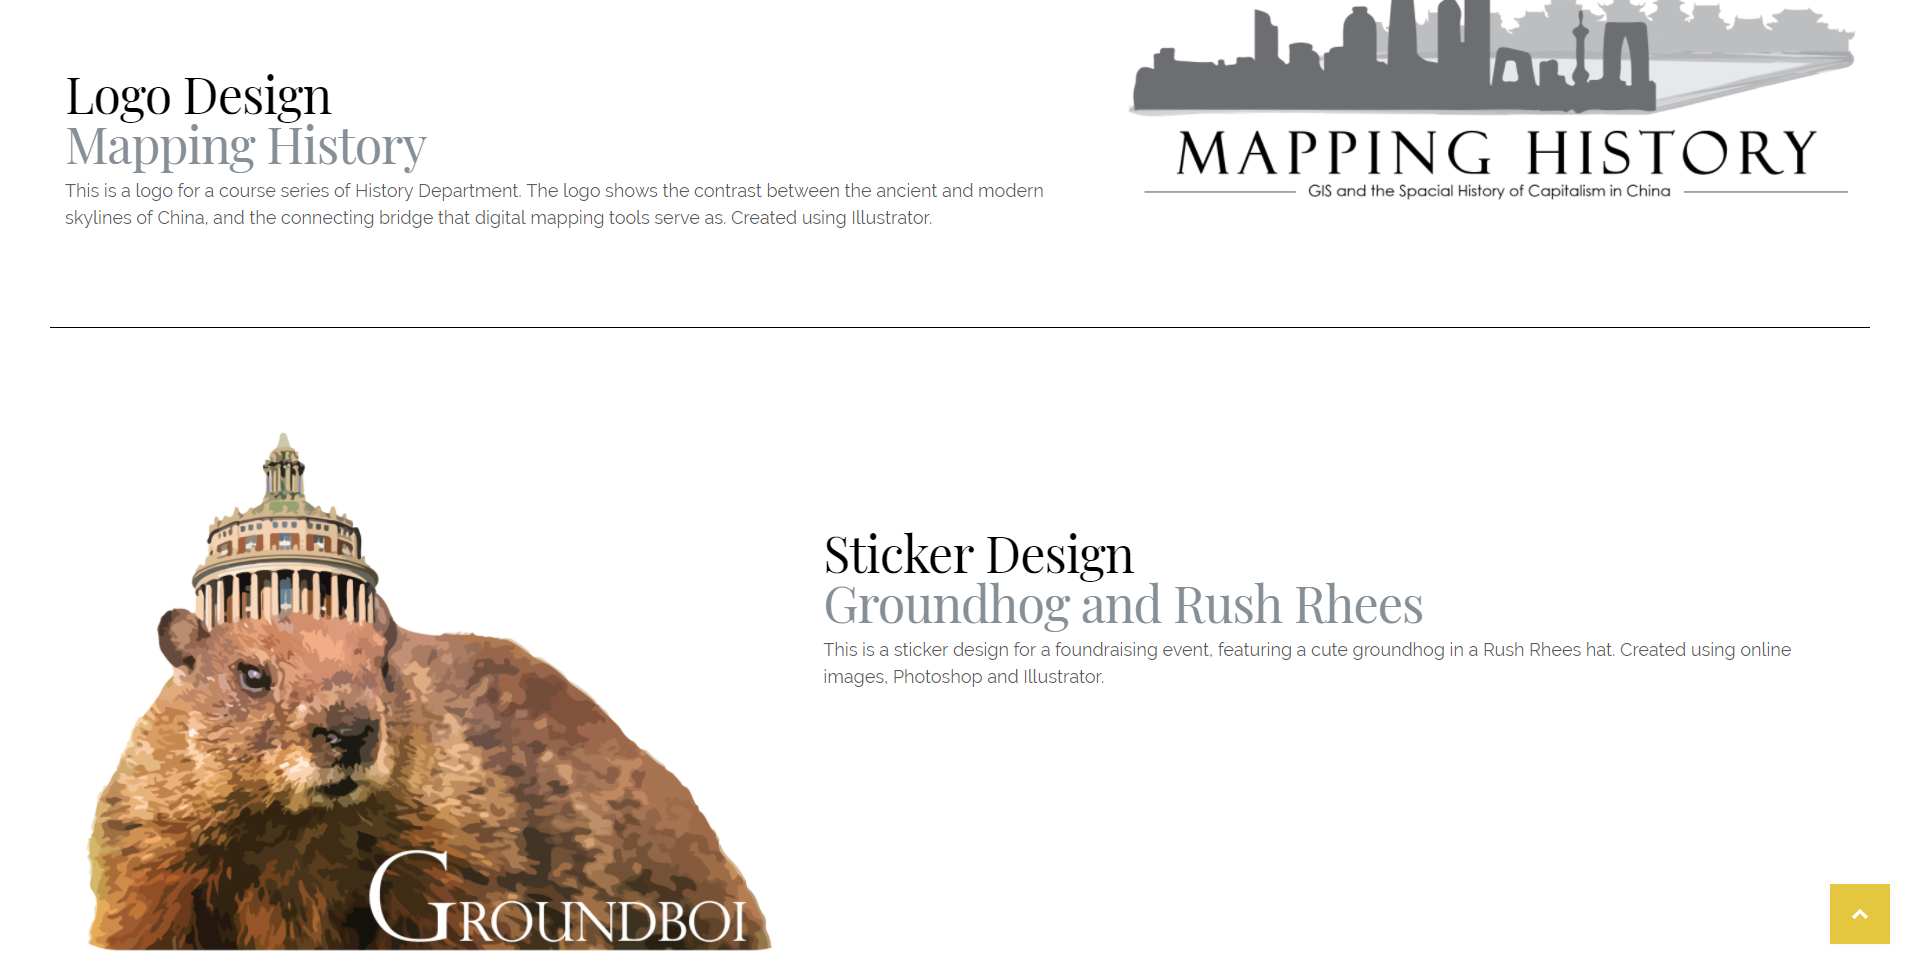 Logo Design
Mapping History
This is a logo for a course series of History Department. The logo shows the contrast between the ancient and modern
skylines of China, and the connecting bridge that digital mapping tools serve as. Created using Illustrator.
MAPPING HISTORY
GIS and the Spacial History of Capitalism in China
Sticker Design
Groundhog and Rush Rhees
This is a sticker design for a foundraising event, featuring a cute groundhog in a Rush Rhees hat. Created using online
images, Photoshop and Illustrator.
GROUNDBOI